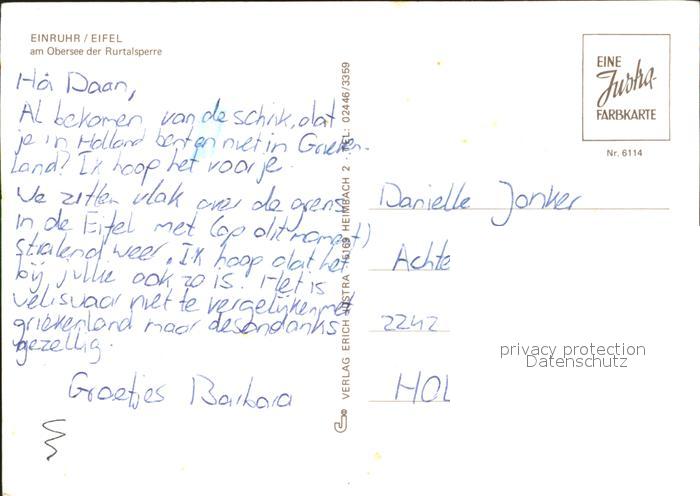 EINRUHR / EIFEL
am Obersee der Rurtalsperre
Hå Daan,
Al bekomen van de schrik, dat
je in Holland bent en niet in Grieken-
land? Ik hoop het voor je.
We zitten vlak over de grens
in de Eifel met (op dit moment)
stralend weer. Ik hoop dat het
bij jullie ook zo is. Het is
weliswaar niet te vergelijken met
griekenland maar desondanks
gezellig.
Groetjes Barbara
VERLAG ERICH JUSTRA · 5169 HEIMBACH 2 · TEL.: 02446/3359
EINE
Justra-
FARBKARTE
Nr. 6114
Danielle Jonker
Achte
2242
HOL
privacy protection
Datenschutz